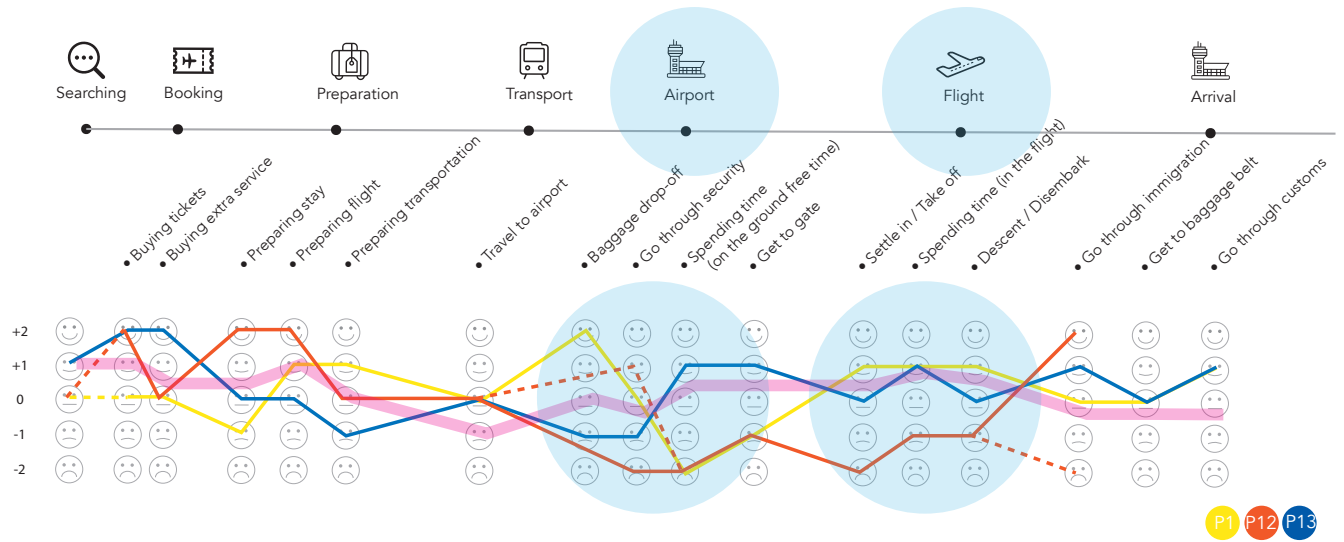 Searching
Booking
Preparation
Transport
Airport
Flight
Arrival
Buying tickets
Buying extra service
Preparing stay
Preparing flight
Preparing transportation
Travel to airport
Baggage drop-off
Go through security
Spending time
(on the ground free time)
Get to gate
Settle in / Take off
Spending time (in the flight)
Descent / Disembark
Go through immigration
Get to baggage belt
Go through customs
+2
+1
0
-1
-2
P1
P12
P13